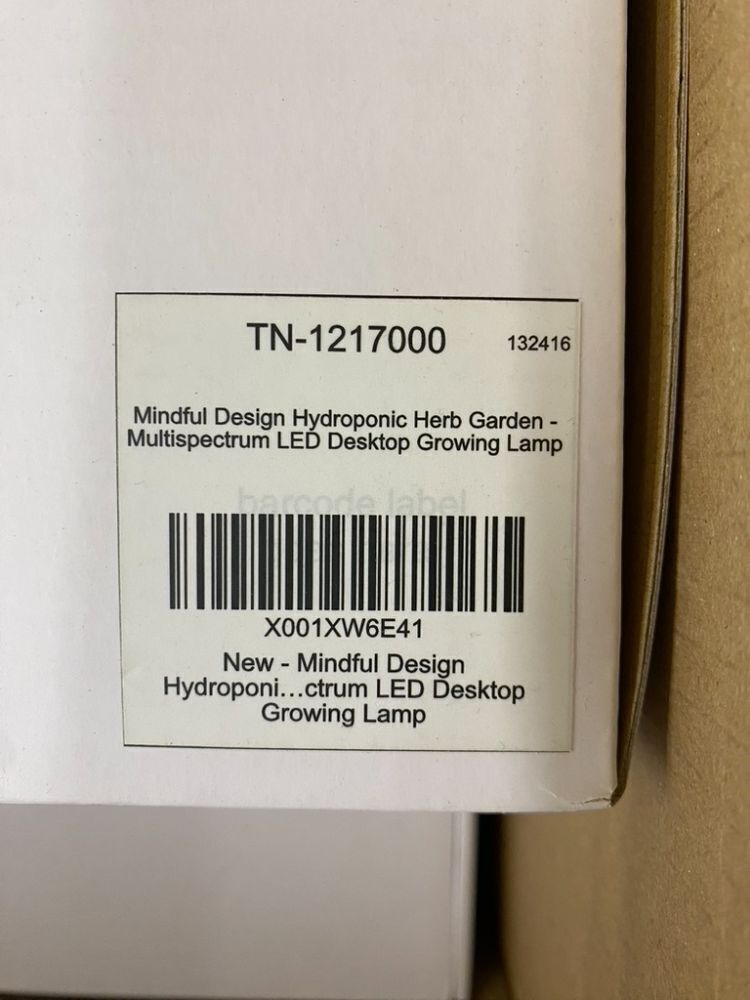 TN-1217000 132416
Mindful Design Hydroponic Herb Garden -
Multispectrum LED Desktop Growing Lamp
barcode label
X001XW6E41
New - Mindful Design
Hydroponi...ctrum LED Desktop
Growing Lamp